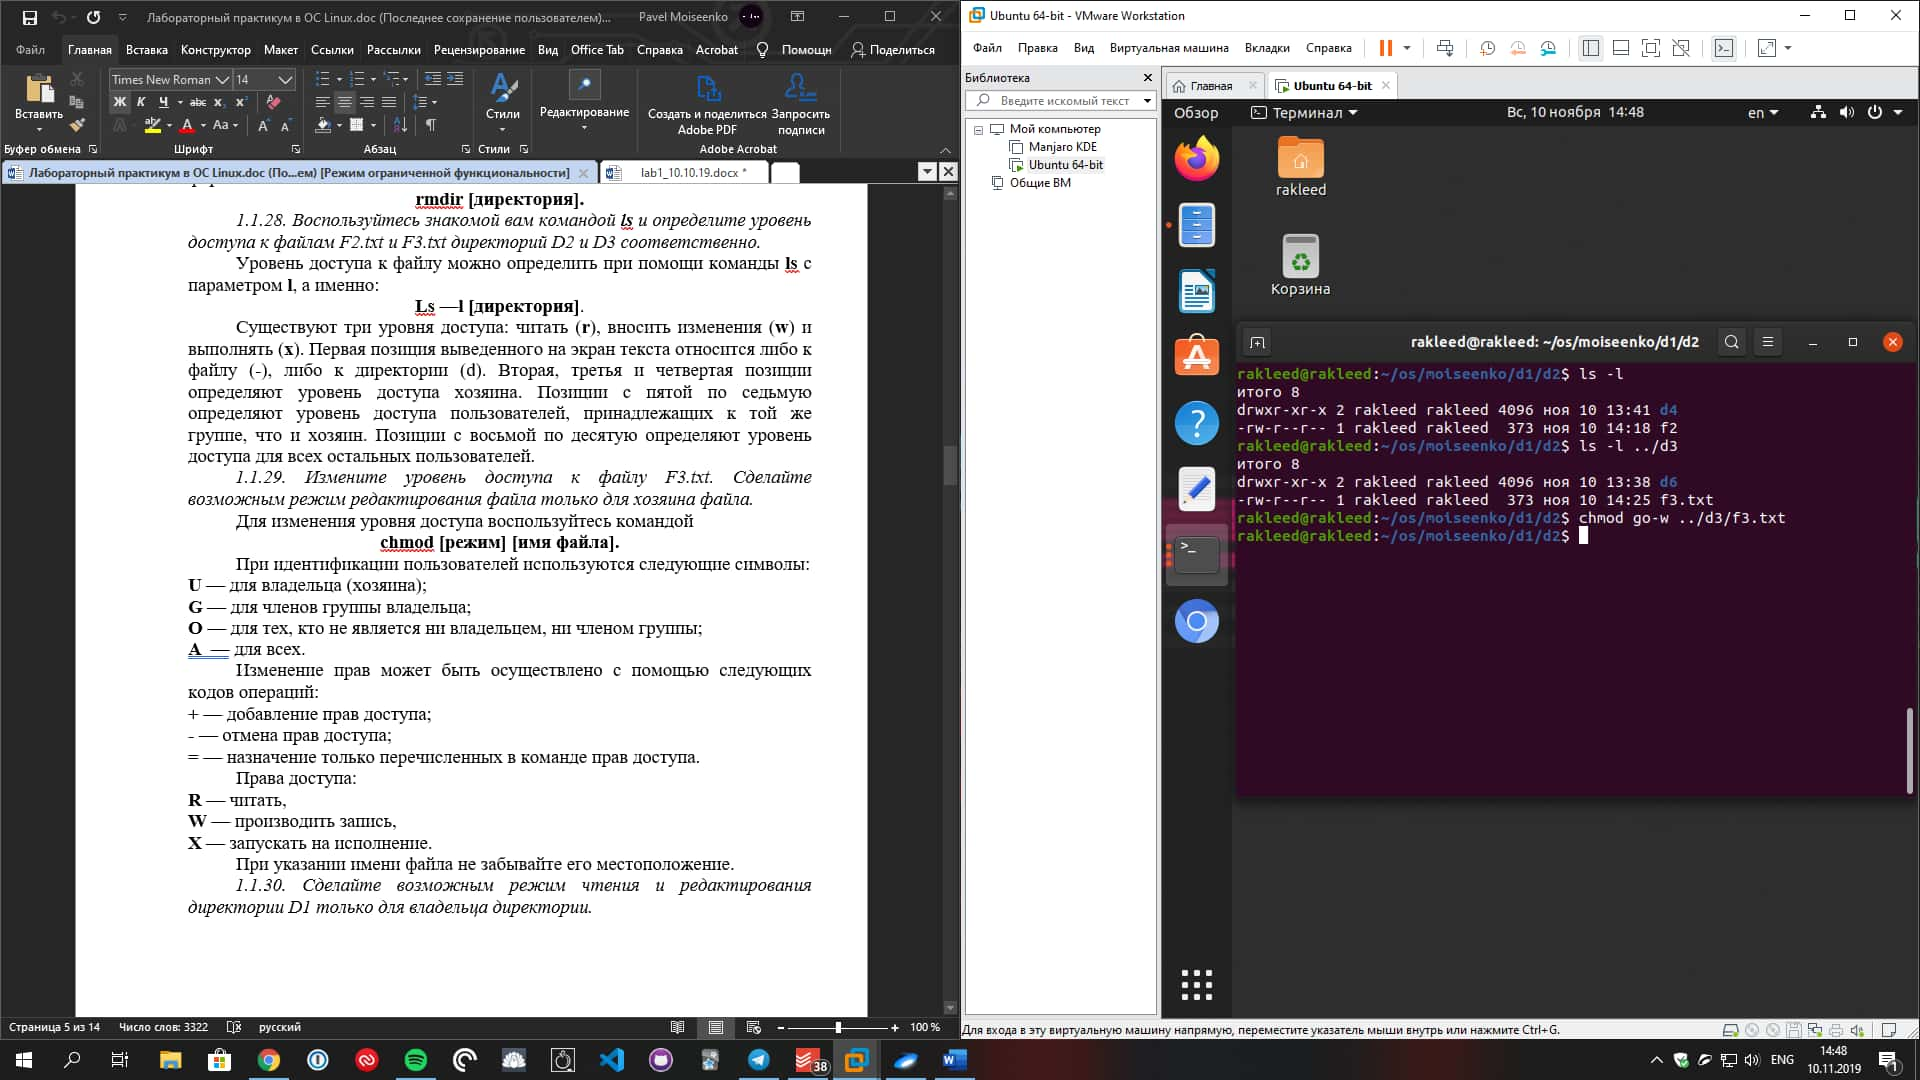 Лабораторный практикум в ОС Linux.doc (Последнее сохранение пользователем)...
Pavel Moiseenko
Файл Главная Вставка Конструктор Макет Ссылки Рассылки Рецензирование Вид Office Tab Справка Acrobat Помощн Поделиться
Times New Roman 14
Вставить
Ж К Ч abc x₂ x²
Aa
Стили
Редактирование
Создать и поделиться Adobe PDF
Запросить подписи
Буфер обмена Шрифт Абзац Стили Adobe Acrobat
Лабораторный практикум в ОС Linux.doc (По...ем) [Режим ограниченной функциональности]
lab1_10.10.19.docx *
rmdir [директория].
1.1.28. Воспользуйтесь знакомой вам командой ls и определите уровень
доступа к файлам F2.txt и F3.txt директорий D2 и D3 соответственно.
Уровень доступа к файлу можно определить при помощи команды ls с
параметром l, а именно:
Ls —l [директория].
Существуют три уровня доступа: читать (r), вносить изменения (w) и
выполнять (x). Первая позиция выведенного на экран текста относится либо к
файлу (-), либо к директории (d). Вторая, третья и четвертая позиции
определяют уровень доступа хозяина. Позиции с пятой по седьмую
определяют уровень доступа пользователей, принадлежащих к той же
группе, что и хозяин. Позиции с восьмой по десятую определяют уровень
доступа для всех остальных пользователей.
1.1.29. Измените уровень доступа к файлу F3.txt. Сделайте
возможным режим редактирования файла только для хозяина файла.
Для изменения уровня доступа воспользуйтесь командой
chmod [режим] [имя файла].
При идентификации пользователей используются следующие символы:
U — для владельца (хозяина);
G — для членов группы владельца;
O — для тех, кто не является ни владельцем, ни членом группы;
A — для всех.
Изменение прав может быть осуществлено с помощью следующих
кодов операций:
+ — добавление прав доступа;
- — отмена прав доступа;
= — назначение только перечисленных в команде прав доступа.
Права доступа:
R — читать,
W — производить запись,
X — запускать на исполнение.
При указании имени файла не забывайте его местоположение.
1.1.30. Сделайте возможным режим чтения и редактирования
директории D1 только для владельца директории.
Страница 5 из 14 Число слов: 3322 русский 100 %
Ubuntu 64-bit - VMware Workstation
Файл Правка Вид Виртуальная машина Вкладки Справка
Библиотека
Введите искомый текст
Мой компьютер
Manjaro KDE
Ubuntu 64-bit
Общие ВМ
Главная
Ubuntu 64-bit
Обзор Терминал Вс, 10 ноября 14:48 en
rakleed
Корзина
rakleed@rakleed: ~/os/moiseenko/d1/d2
rakleed@rakleed:~/os/moiseenko/d1/d2$ ls -l
итого 8
drwxr-xr-x 2 rakleed rakleed 4096 ноя 10 13:41 d4
-rw-r--r-- 1 rakleed rakleed 373 ноя 10 14:18 f2
rakleed@rakleed:~/os/moiseenko/d1/d2$ ls -l ../d3
итого 8
drwxr-xr-x 2 rakleed rakleed 4096 ноя 10 13:38 d6
-rw-r--r-- 1 rakleed rakleed 373 ноя 10 14:25 f3.txt
rakleed@rakleed:~/os/moiseenko/d1/d2$ chmod go-w ../d3/f3.txt
rakleed@rakleed:~/os/moiseenko/d1/d2$
Для входа в эту виртуальную машину напрямую, переместите указатель мыши внутрь или нажмите Ctrl+G.
38
ENG
14:48
10.11.2019
1